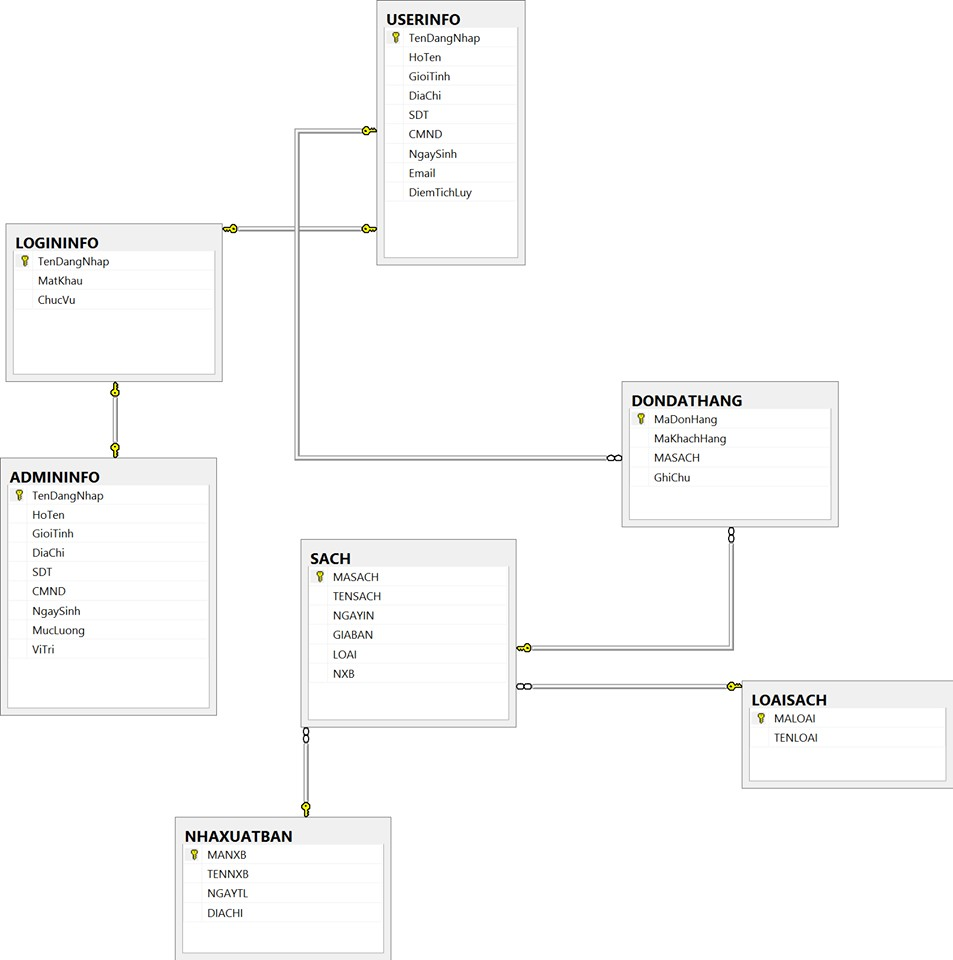 USERINFO
TenDangNhap
HoTen
GioiTinh
DiaChi
SDT
CMND
NgaySinh
Email
DiemTichLuy
LOGININFO
TenDangNhap
MatKhau
ChucVu
ADMININFO
TenDangNhap
HoTen
GioiTinh
DiaChi
SDT
CMND
NgaySinh
MucLuong
ViTri
DONDATHANG
MaDonHang
MaKhachHang
MASACH
GhiChu
SACH
MASACH
TENSACH
NGAYIN
GIABAN
LOAI
NXB
LOAISACH
MALOAI
TENLOAI
NHAXUATBAN
MANXB
TENNXB
NGAYTL
DIACHI